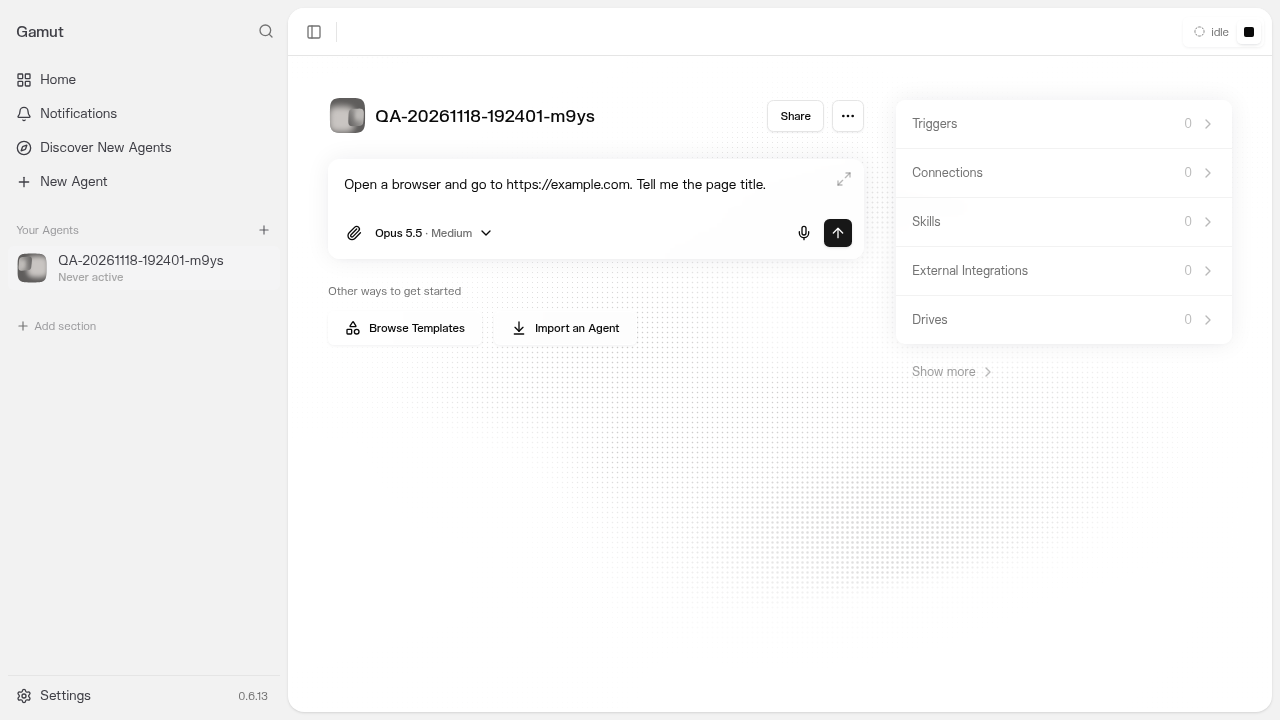 Gamut
Home
Notifications
Discover New Agents
New Agent
Your Agents
QA-20261118-192401-m9ys
Never active
Add section
Settings
0.6.13
idle
QA-20261118-192401-m9ys
Share
Open a browser and go to https://example.com. Tell me the page title.
Opus 5.5 · Medium
Other ways to get started
Browse Templates
Import an Agent
Triggers 0
Connections 0
Skills 0
External Integrations 0
Drives 0
Show more